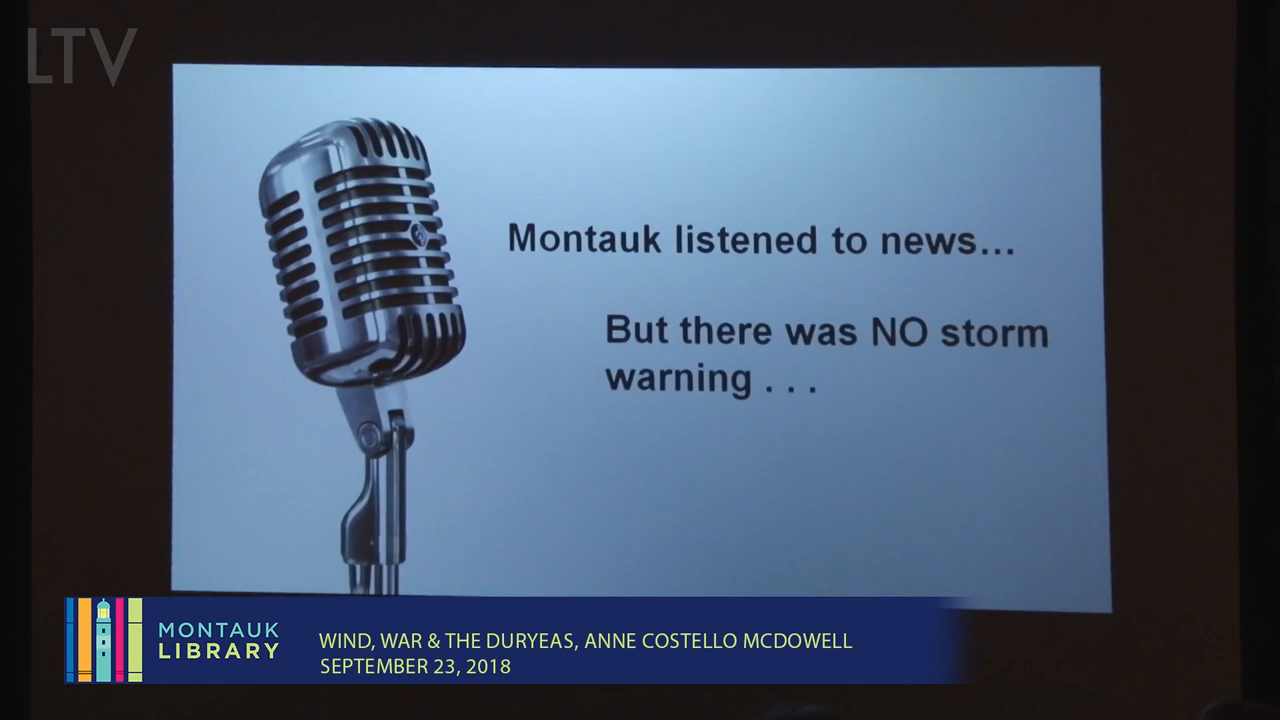 LTV
Montauk listened to news...
But there was NO storm
warning . . .
MONTAUK
LIBRARY
WIND, WAR & THE DURYEAS, ANNE COSTELLO MCDOWELL
SEPTEMBER 23, 2018